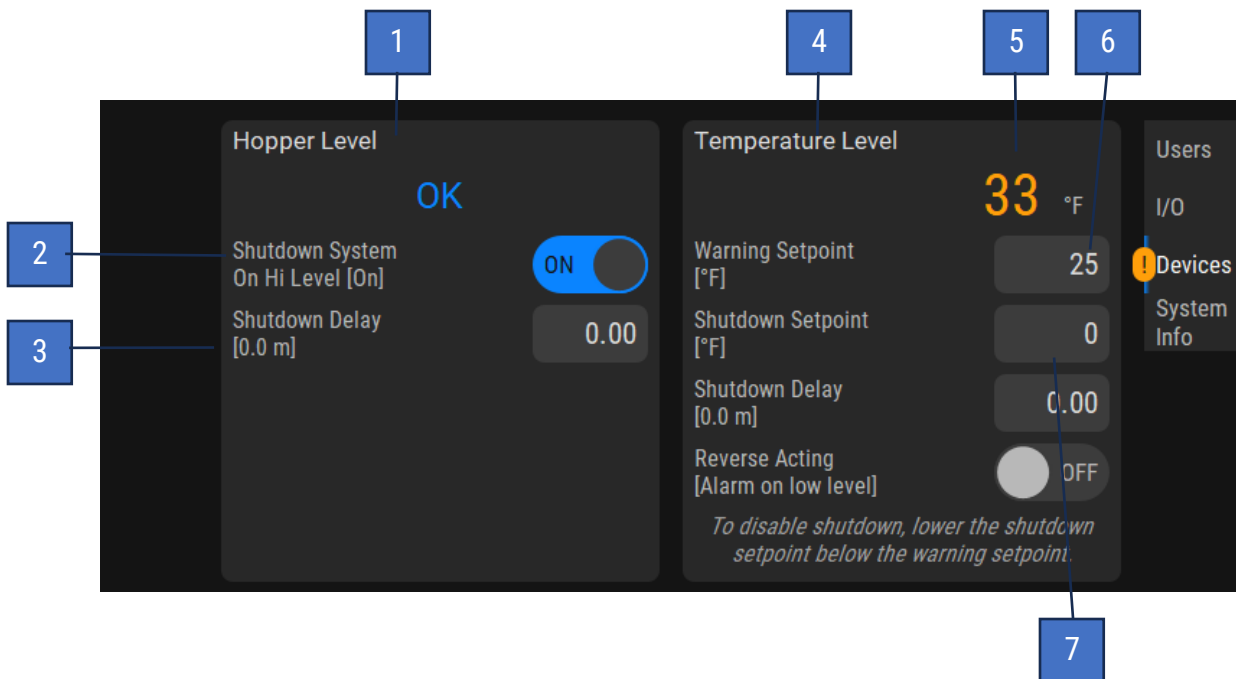 1
4
5
6
Hopper Level
OK
2
Shutdown System
On Hi Level [On]
ON
3
Shutdown Delay
[0.0 m]
0.00
Temperature Level
33 °F
Warning Setpoint
[°F]
25
Shutdown Setpoint
[°F]
0
Shutdown Delay
[0.0 m]
0.00
Reverse Acting
[Alarm on low level]
OFF
To disable shutdown, lower the shutdown
setpoint below the warning setpoint.
7
Users
I/O
! Devices
System
Info